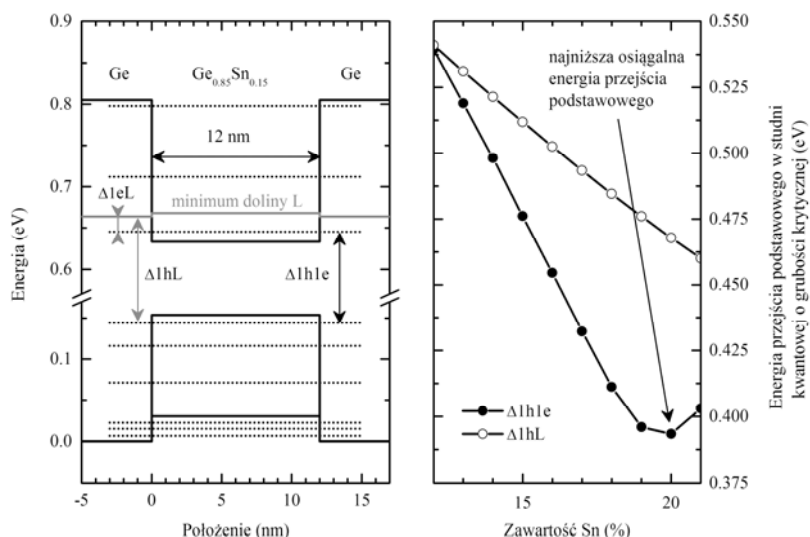 0.9
0.8
0.7
0.6
0.1
0.0
Energia (eV)
Ge
Ge0.85Sn0.15
Ge
12 nm
minimum doliny L
Δ1eL
Δ1hL
Δ1h1e
-5
0
5
10
15
Położenie (nm)
najniższa osiągalna
energia przejścia
podstawowego
Δ1h1e
Δ1hL
15
20
Zawartość Sn (%)
0.550
0.525
0.500
0.475
0.450
0.425
0.400
0.375
Energia przejścia podstawowego w studni
kwantowej o grubości krytycznej (eV)